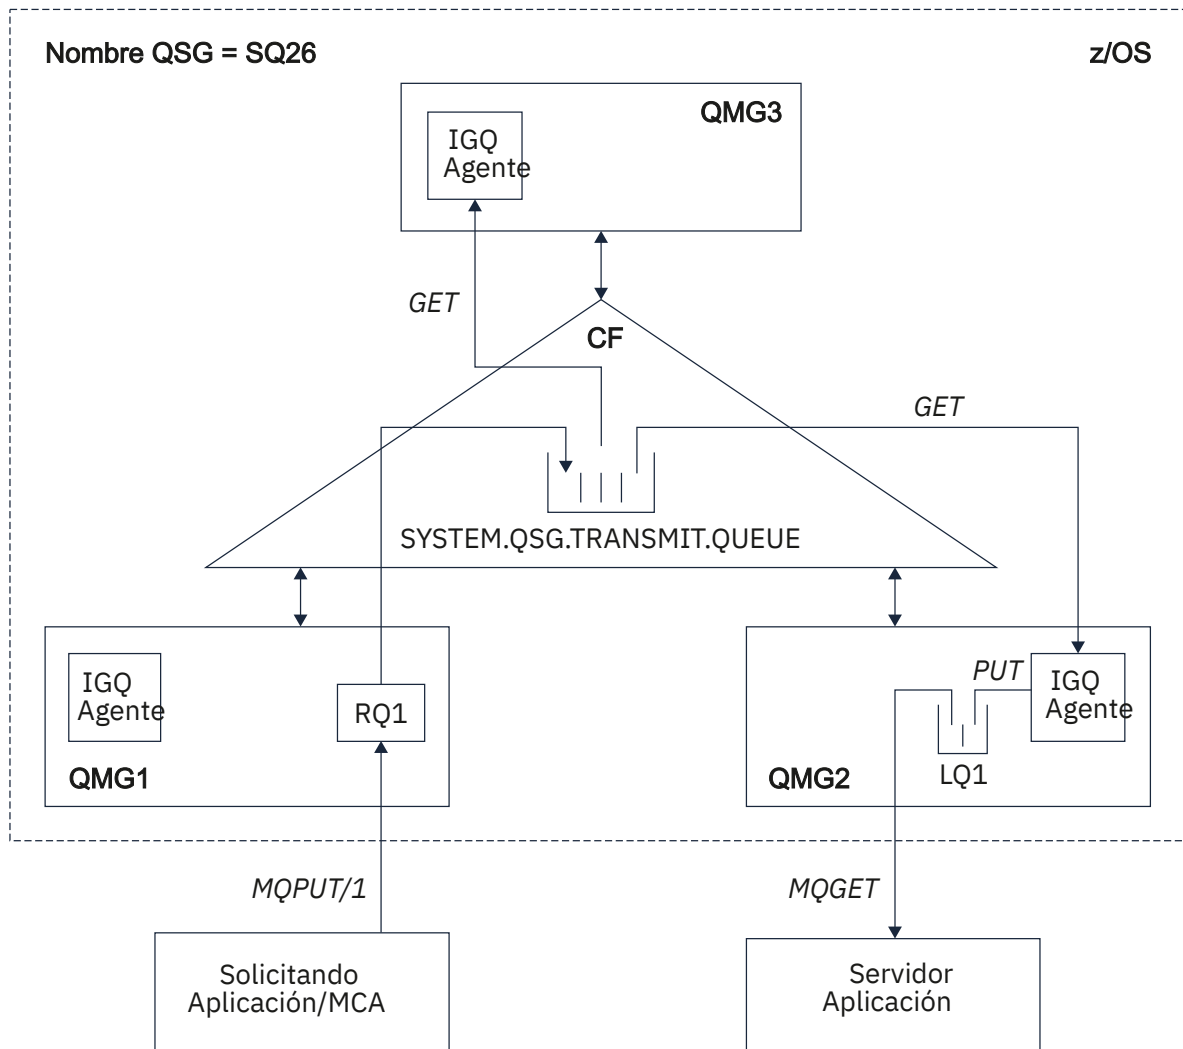 Nombre QSG = SQ26
z/OS
QMG3
IGQ
Agente
GET
CF
GET
SYSTEM.QSG.TRANSMIT.QUEUE
IGQ
Agente
RQ1
QMG1
PUT
IGQ
Agente
LQ1
QMG2
MQPUT/1
MQGET
Solicitando
Aplicación/MCA
Servidor
Aplicación